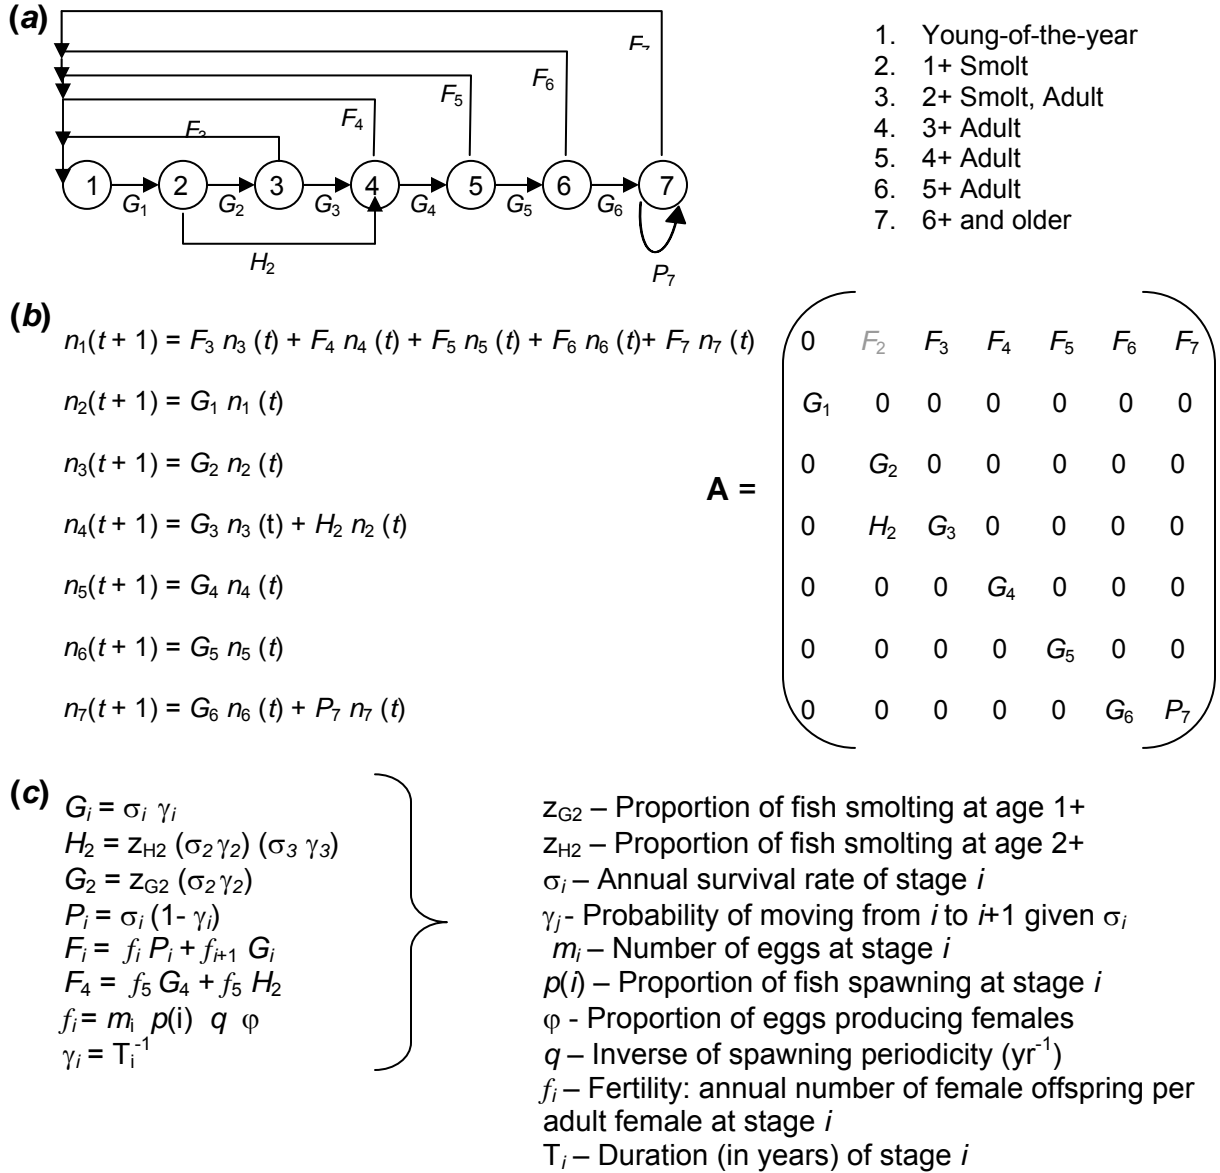 (a)
F7
F6
F5
F4
F3
1 2 3 4 5 6 7
G1 G2 G3 G4 G5 G6
H2
P7
1. Young-of-the-year
2. 1+ Smolt
3. 2+ Smolt, Adult
4. 3+ Adult
5. 4+ Adult
6. 5+ Adult
7. 6+ and older
(b)
n1(t + 1) = F3 n3 (t) + F4 n4 (t) + F5 n5 (t) + F6 n6 (t)+ F7 n7 (t)
n2(t + 1) = G1 n1 (t)
n3(t + 1) = G2 n2 (t)
n4(t + 1) = G3 n3 (t) + H2 n2 (t)
n5(t + 1) = G4 n4 (t)
n6(t + 1) = G5 n5 (t)
n7(t + 1) = G6 n6 (t) + P7 n7 (t)
A =
0 F2 F3 F4 F5 F6 F7
G1 0 0 0 0 0 0
0 G2 0 0 0 0 0
0 H2 G3 0 0 0 0
0 0 0 G4 0 0 0
0 0 0 0 G5 0 0
0 0 0 0 0 G6 P7
(c)
Gi = σi γi
H2 = zH2 (σ2 γ2) (σ3 γ3)
G2 = zG2 (σ2 γ2)
Pi = σi (1- γi)
Fi = fi Pi + fi+1 Gi
F4 = f5 G4 + f5 H2
fi = mi p(i) q φ
γi = Ti-1
zG2 – Proportion of fish smolting at age 1+
zH2 – Proportion of fish smolting at age 2+
σi – Annual survival rate of stage i
γj - Probability of moving from i to i+1 given σi
mi – Number of eggs at stage i
p(i) – Proportion of fish spawning at stage i
φ - Proportion of eggs producing females
q – Inverse of spawning periodicity (yr-1)
fi – Fertility: annual number of female offspring per
adult female at stage i
Ti – Duration (in years) of stage i